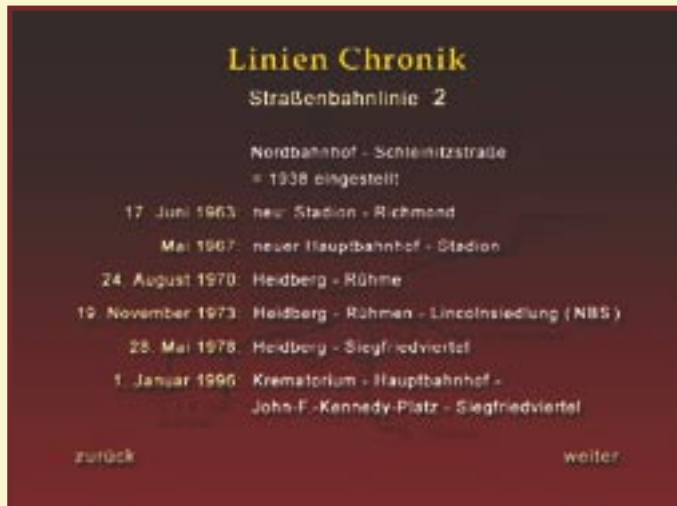 Linien Chronik
Straßenbahnlinie 2
Nordbahnhof - Schleinitzstraße
= 1938 eingestellt
17. Juni 1963: neu: Stadion - Richmond
Mai 1967: neuer Hauptbahnhof - Stadion
24. August 1970: Heidberg - Rühme
19. November 1973: Heidberg - Rühmen - Lincolnsiedlung ( NBS )
28. Mai 1978: Heidberg - Siegfriedviertel
1. Januar 1996: Krematorium - Hauptbahnhof -
John-F.-Kennedy-Platz - Siegfriedviertel
zurück weiter